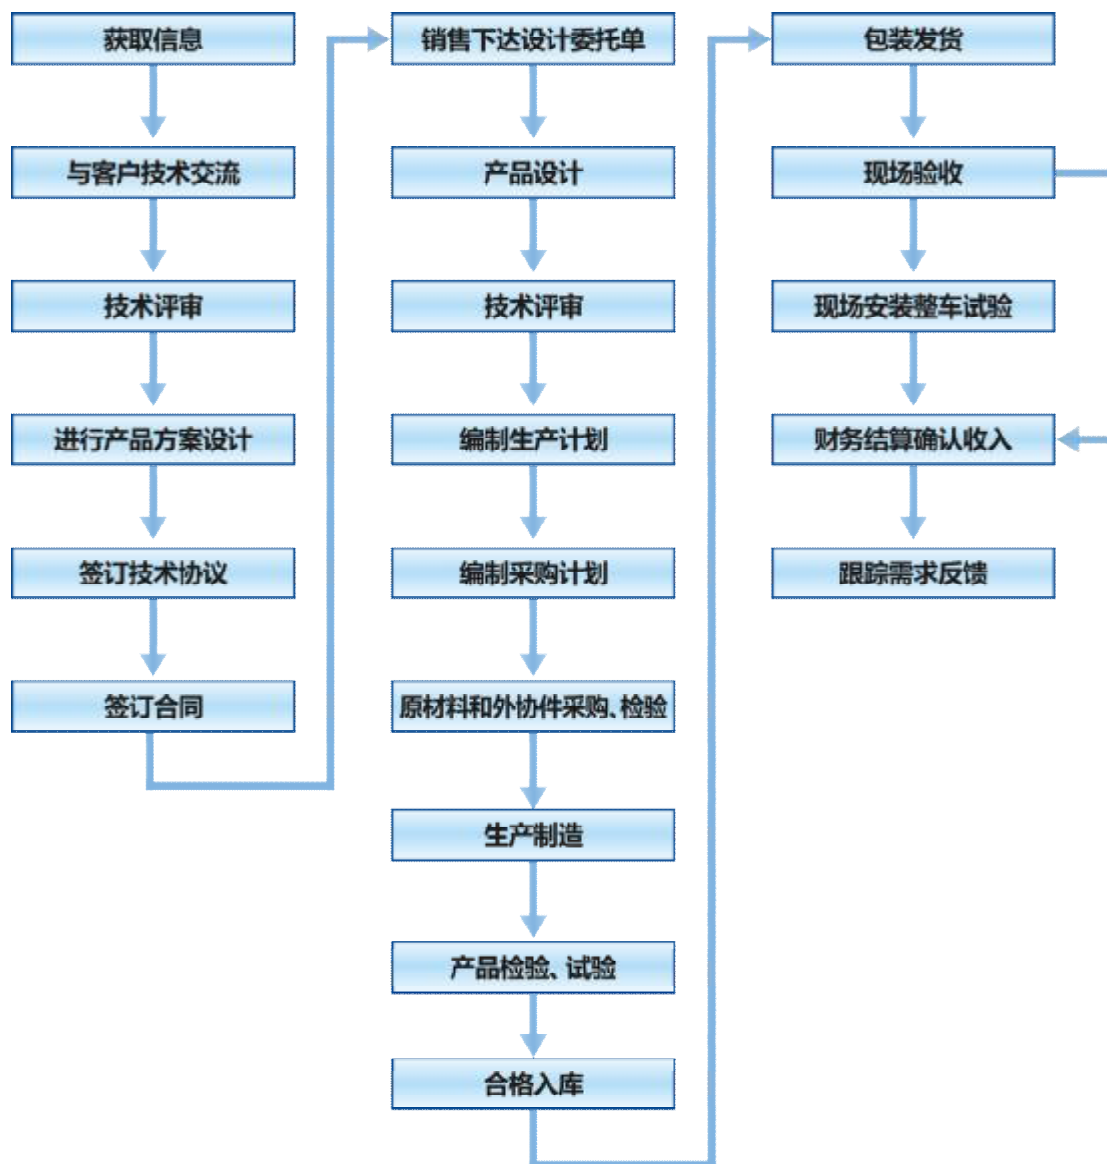 获取信息
与客户技术交流
技术评审
进行产品方案设计
签订技术协议
签订合同
销售下达设计委托单
产品设计
技术评审
编制生产计划
编制采购计划
原材料和外协件采购、检验
生产制造
产品检验、试验
合格入库
包装发货
现场验收
现场安装整车试验
财务结算确认收入
跟踪需求反馈